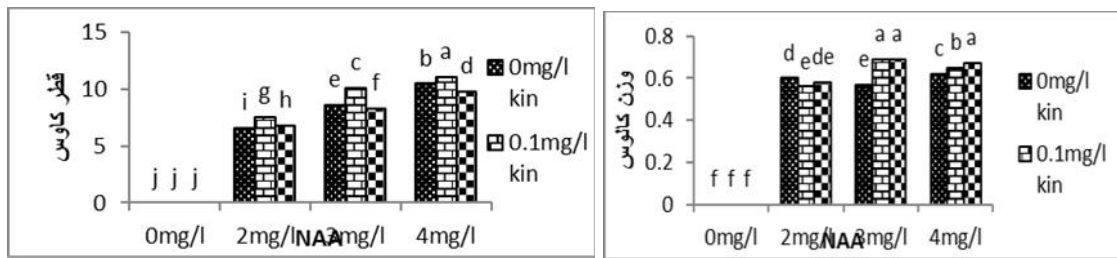 قطر كاوس
15
10
5
0
j j j
i g h
e c f
b a d
0mg/l 2mg/l 3mg/l 4mg/l
NAA
0mg/l
kin
0.1mg/l
kin
وزن كالوس
0.8
0.6
0.4
0.2
0
f f f
d e de
e a a
c b a
0mg/l 2mg/l 3mg/l 4mg/l
NAA
0mg/l
kin
0.1mg/l
kin